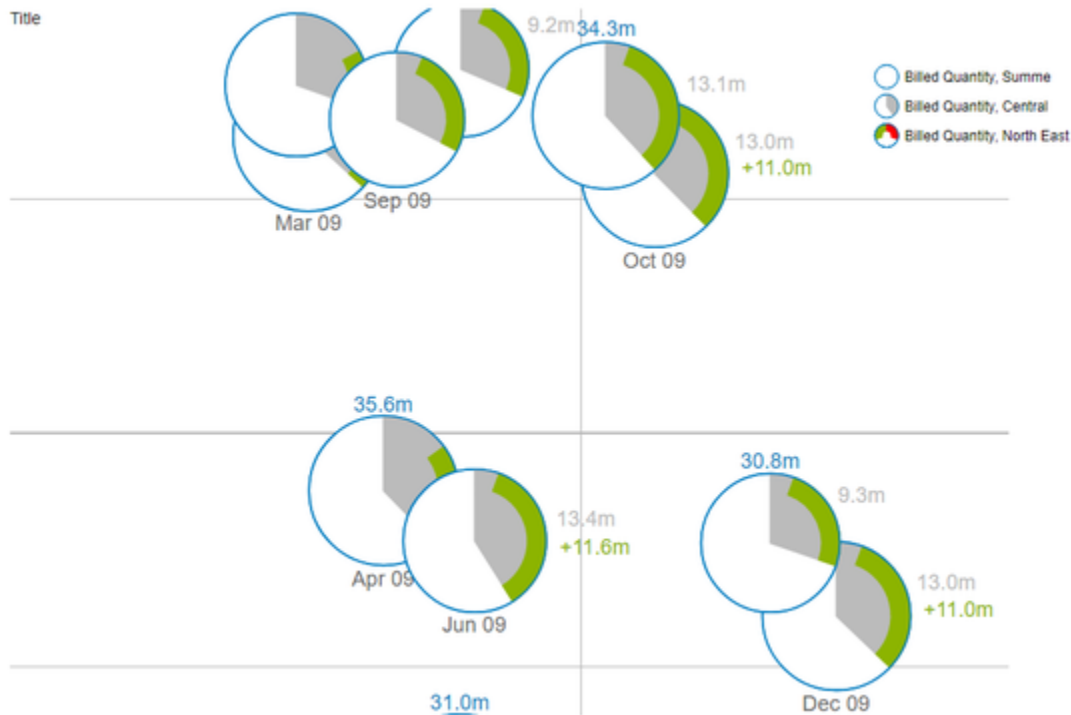 Title
9.2m
34.3m
13.1m
13.0m
+11.0m
Billed Quantity, Summe
Billed Quantity, Central
Billed Quantity, North East
Mar 09
Sep 09
Oct 09
35.6m
13.4m
+11.6m
Apr 09
Jun 09
30.8m
9.3m
13.0m
+11.0m
Dec 09
31.0m